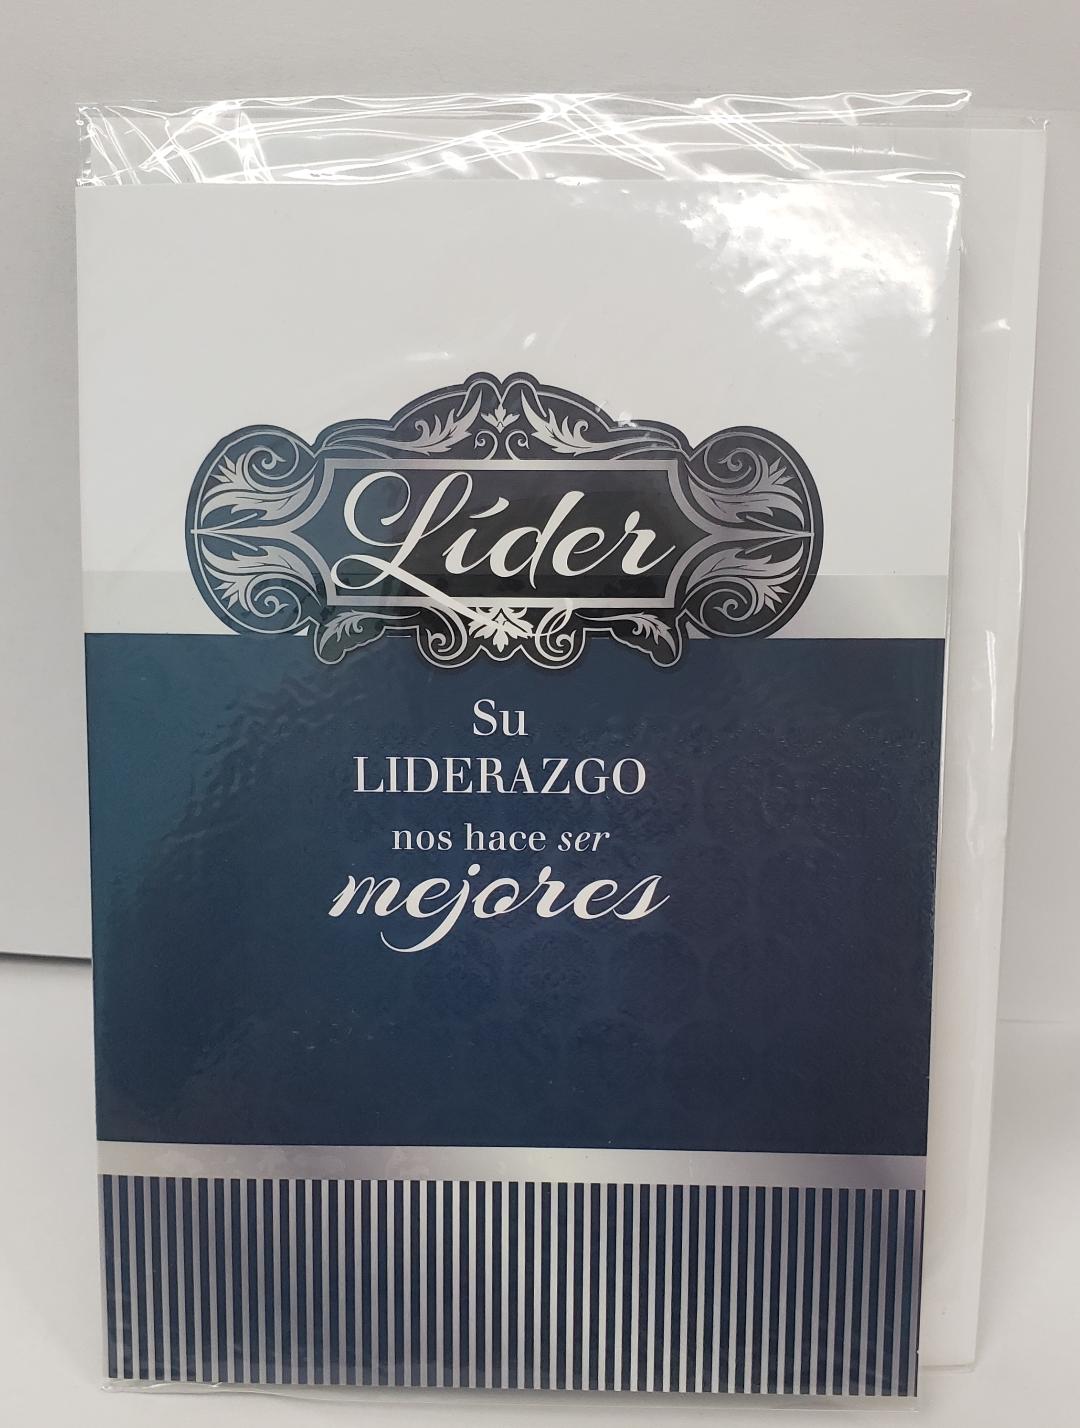 Líder
Su
LIDERAZGO
nos hace ser
mejores